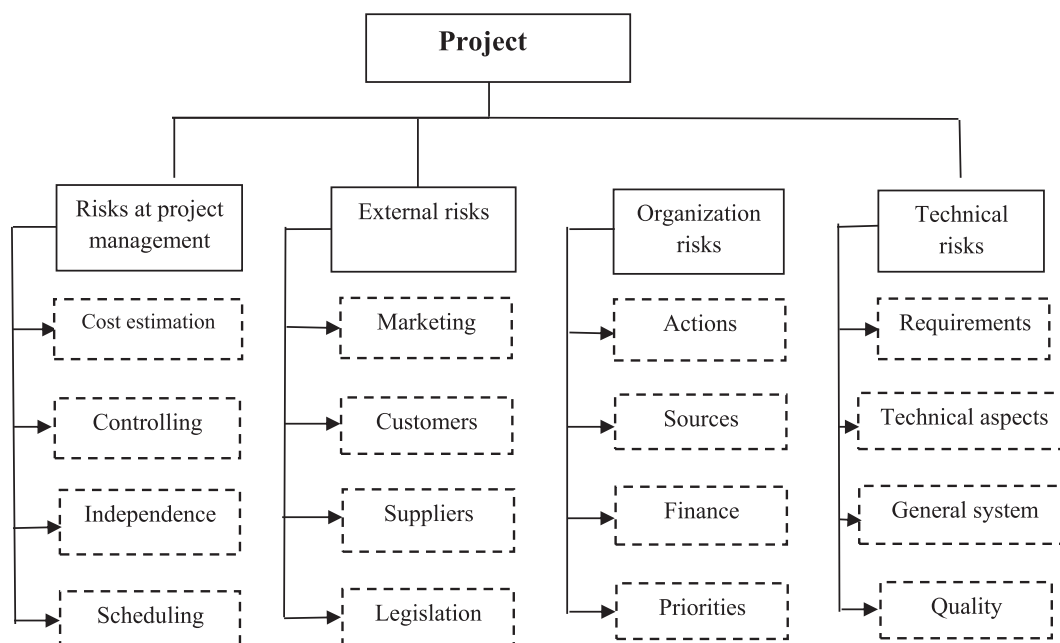 Project
Risks at project
management
External risks
Organization
risks
Technical
risks
Cost estimation
Marketing
Actions
Requirements
Controlling
Customers
Sources
Technical aspects
Independence
Suppliers
Finance
General system
Scheduling
Legislation
Priorities
Quality